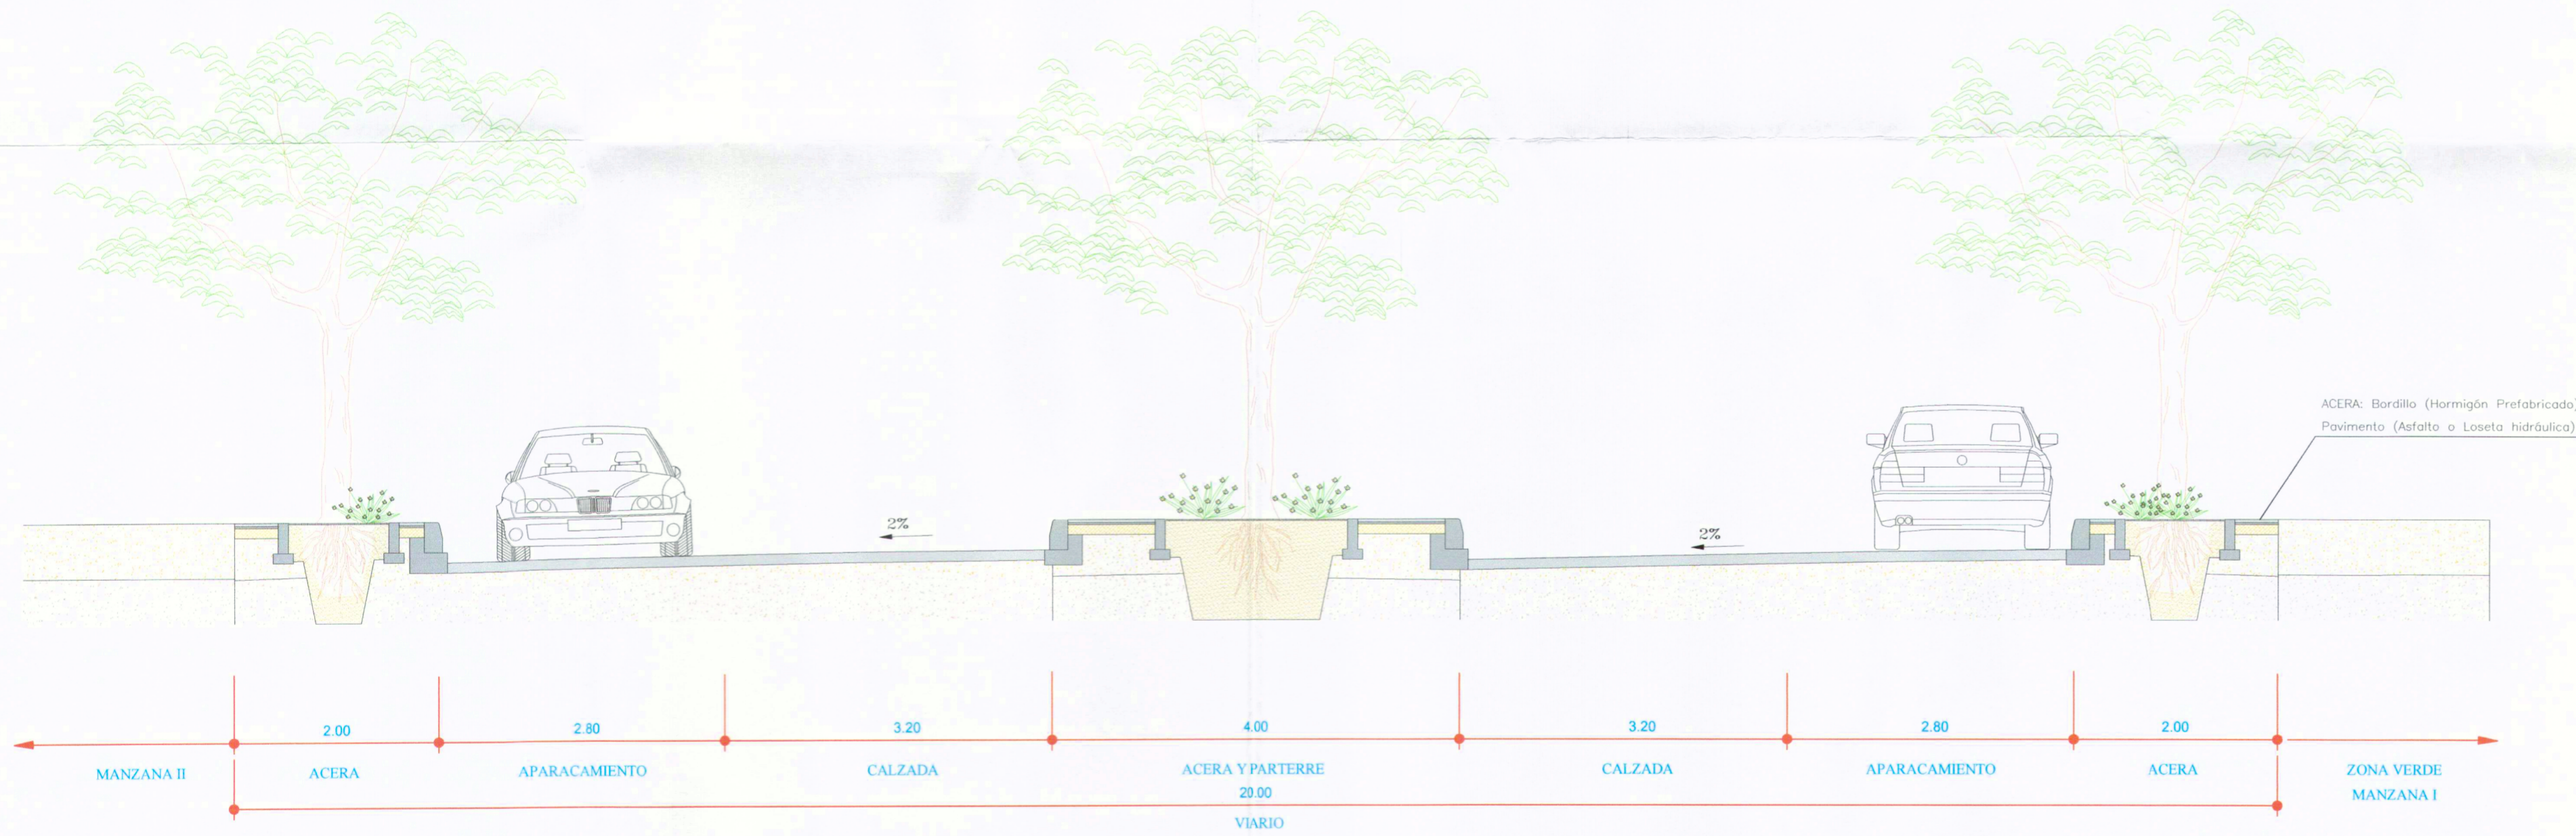 ACERA: Bordillo (Hormigón Prefabricado)
Pavimento (Asfalto o Loseta hidráulica)
2%
2%
2.00
2.80
3.20
4.00
3.20
2.80
2.00
MANZANA II
ACERA
APARACAMIENTO
CALZADA
ACERA Y PARTERRE
CALZADA
APARACAMIENTO
ACERA
ZONA VERDE
MANZANA I
20.00
VIARIO